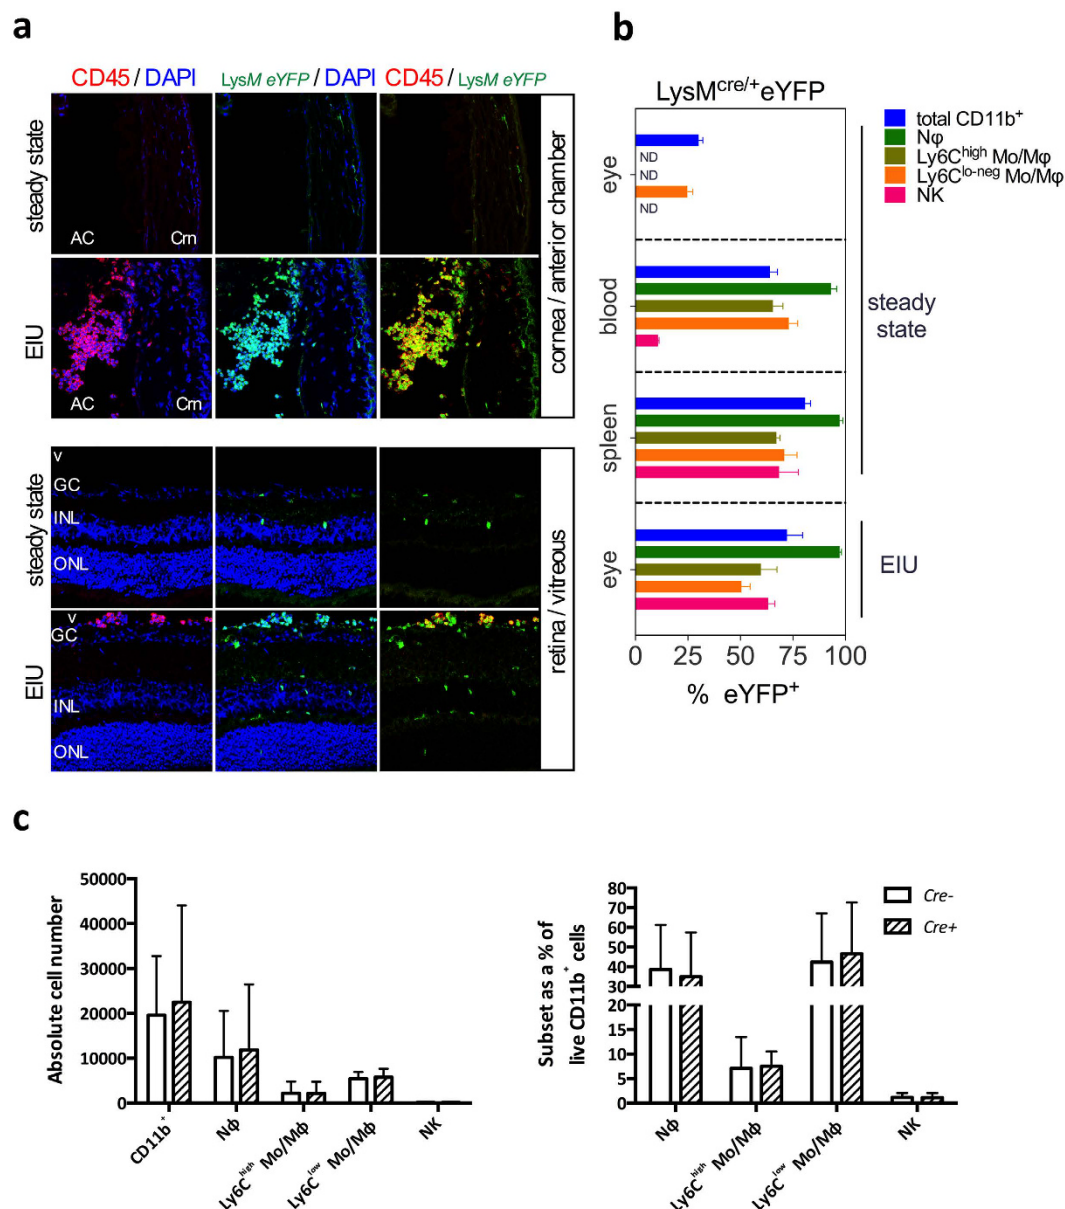 a
CD45 / DAPI
LysM eYFP / DAPI
CD45 / LysM eYFP
steady state
AC
Crn
EIU
AC
Crn
cornea / anterior chamber
steady state
v
GC
INL
ONL
EIU
v
GC
INL
ONL
retina / vitreous
b
LysMcre/+eYFP
total CD11b+
Nφ
Ly6Chigh Mo/Mφ
Ly6Clo-neg Mo/Mφ
NK
eye
ND
ND
ND
blood
spleen
steady
state
eye
EIU
0 25 50 75 100
% eYFP+
c
Absolute cell number
50000
40000
30000
20000
10000
0
CD11b+
Nφ
Ly6Chigh Mo/Mφ
Ly6Clow Mo/Mφ
NK
Subset as a % of
live CD11b+ cells
80
70
60
50
40
30
20
15
10
5
0
Nφ
Ly6Chigh Mo/Mφ
Ly6Clow Mo/Mφ
NK
Cre-
Cre+